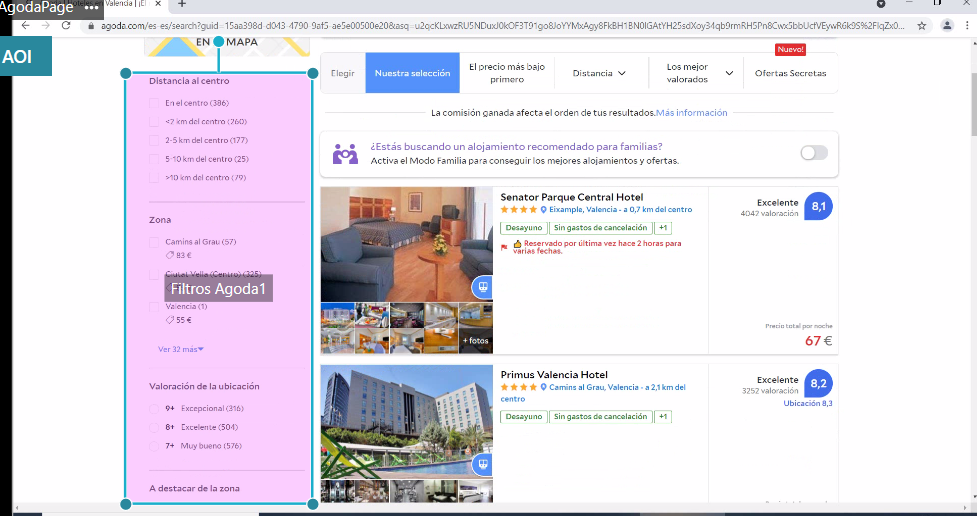 AgodaPage •••
Hoteles en Valencia | ¡El
agoda.com/es-es/search?guid=15aa398d-d043-4790-9af5-ae5e00500e20&asq=
AOI
EN MAPA
Distancia al centro
En el centro (386)
<2 km del centro (260)
2-5 km del centro (177)
5-10 km del centro (25)
>10 km del centro (79)
Zona
Camins al Grau (57)
83 €
Ciutat Vella (Centro) (325)
Filtros Agoda1
Valencia (1)
55 €
Ver 32 más
Valoración de la ubicación
9+ Excepcional (316)
8+ Excelente (504)
7+ Muy bueno (576)
A destacar de la zona
Nuevo!
Elegir
Nuestra selección
El precio más bajo
primero
Distancia
Los mejor
valorados
Ofertas Secretas
La comisión ganada afecta el orden de tus resultados.Más información
¿Estás buscando un alojamiento recomendado para familias?
Activa el Modo Familia para conseguir los mejores alojamientos y ofertas.
Senator Parque Central Hotel
Eixample, Valencia - a 0,7 km del centro
Desayuno Sin gastos de cancelación +1
Reservado por última vez hace 2 horas para
varias fechas.
+ fotos
Excelente
4042 valoración
8,1
Precio total por noche
67 €
Primus Valencia Hotel
Camins al Grau, Valencia - a 2,1 km del
centro
Desayuno Sin gastos de cancelación +1
Excelente
3252 valoración
8,2
Ubicación 8,3